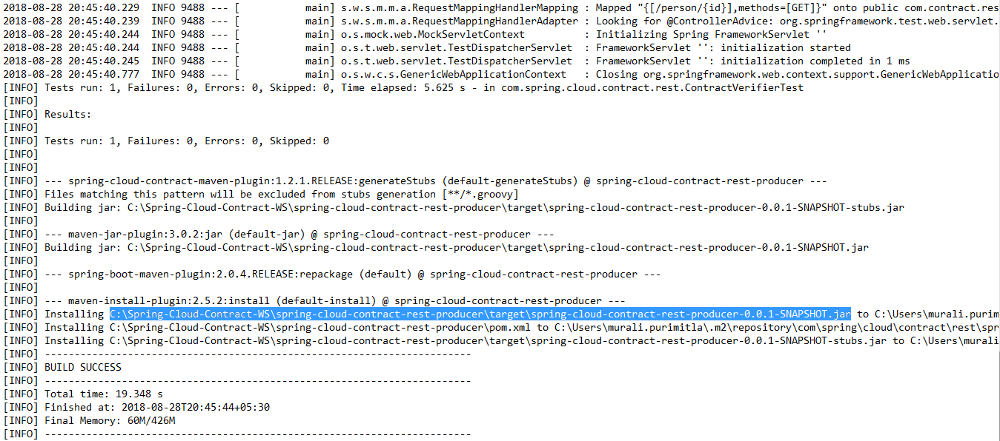 2018-08-28 20:45:40.229  INFO 9488 --- [           main] s.w.s.m.m.a.RequestMappingHandlerMapping : Mapped "{[/person/{id}],methods=[GET]}" onto public com.contract.res
2018-08-28 20:45:40.239  INFO 9488 --- [           main] s.w.s.m.m.a.RequestMappingHandlerAdapter : Looking for @ControllerAdvice: org.springframework.test.web.servlet.
2018-08-28 20:45:40.244  INFO 9488 --- [           main] o.s.mock.web.MockServletContext          : Initializing Spring FrameworkServlet ''
2018-08-28 20:45:40.244  INFO 9488 --- [           main] o.s.t.web.servlet.TestDispatcherServlet  : FrameworkServlet '': initialization started
2018-08-28 20:45:40.245  INFO 9488 --- [           main] o.s.t.web.servlet.TestDispatcherServlet  : FrameworkServlet '': initialization completed in 1 ms
2018-08-28 20:45:40.777  INFO 9488 --- [           main] o.s.w.c.s.GenericWebApplicationContext   : Closing org.springframework.web.context.support.GenericWebApplicatio
[INFO] Tests run: 1, Failures: 0, Errors: 0, Skipped: 0, Time elapsed: 5.625 s - in com.spring.cloud.contract.rest.ContractVerifierTest
[INFO]
[INFO] Results:
[INFO]
[INFO] Tests run: 1, Failures: 0, Errors: 0, Skipped: 0
[INFO]
[INFO]
[INFO] --- spring-cloud-contract-maven-plugin:1.2.1.RELEASE:generateStubs (default-generateStubs) @ spring-cloud-contract-rest-producer ---
[INFO] Files matching this pattern will be excluded from stubs generation [**/*.groovy]
[INFO] Building jar: C:\Spring-Cloud-Contract-WS\spring-cloud-contract-rest-producer\target\spring-cloud-contract-rest-producer-0.0.1-SNAPSHOT-stubs.jar
[INFO]
[INFO] --- maven-jar-plugin:3.0.2:jar (default-jar) @ spring-cloud-contract-rest-producer ---
[INFO] Building jar: C:\Spring-Cloud-Contract-WS\spring-cloud-contract-rest-producer\target\spring-cloud-contract-rest-producer-0.0.1-SNAPSHOT.jar
[INFO]
[INFO] --- spring-boot-maven-plugin:2.0.4.RELEASE:repackage (default) @ spring-cloud-contract-rest-producer ---
[INFO]
[INFO] --- maven-install-plugin:2.5.2:install (default-install) @ spring-cloud-contract-rest-producer ---
[INFO] Installing C:\Spring-Cloud-Contract-WS\spring-cloud-contract-rest-producer\target\spring-cloud-contract-rest-producer-0.0.1-SNAPSHOT.jar to C:\Users\murali.purim
[INFO] Installing C:\Spring-Cloud-Contract-WS\spring-cloud-contract-rest-producer\pom.xml to C:\Users\murali.purimitla\.m2\repository\com\spring\cloud\contract\rest\spr
[INFO] Installing C:\Spring-Cloud-Contract-WS\spring-cloud-contract-rest-producer\target\spring-cloud-contract-rest-producer-0.0.1-SNAPSHOT-stubs.jar to C:\Users\murali
[INFO] ------------------------------------------------------------------------
[INFO] BUILD SUCCESS
[INFO] ------------------------------------------------------------------------
[INFO] Total time: 19.348 s
[INFO] Finished at: 2018-08-28T20:45:44+05:30
[INFO] Final Memory: 60M/426M
[INFO] ------------------------------------------------------------------------